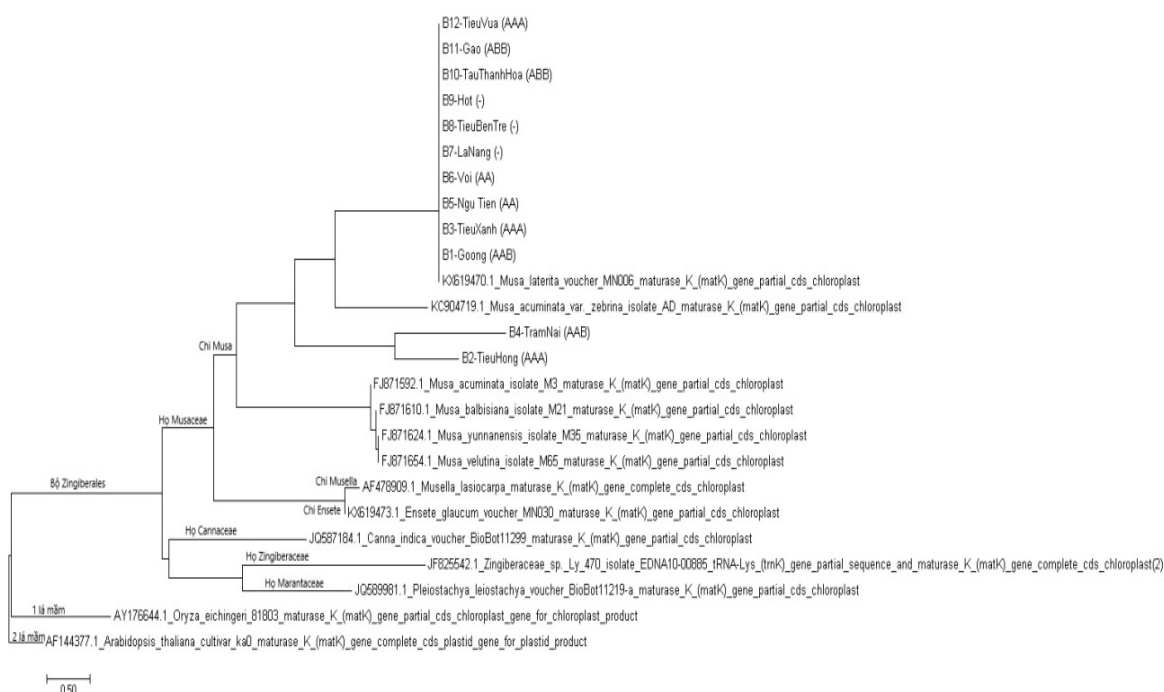 B12-TieuVua (AAA)
B11-Gao (ABB)
B10-TauThanhHoa (ABB)
B9-Hot (-)
B8-TieuBenTre (-)
B7-LaNang (-)
B6-Voi (AA)
B5-Ngu Tien (AA)
B3-TieuXanh (AAA)
B1-Goong (AAB)
KX619470.1_Musa_laterita_voucher_MN006_maturase_K_(matK)_gene_partial_cds_chloroplast
KC904719.1_Musa_acuminata_var._zebrina_isolate_AD_maturase_K_(matK)_gene_partial_cds_chloroplast
B4-TramNai (AAB)
Chi Musa
B2-TieuHong (AAA)
FJ871592.1_Musa_acuminata_isolate_M3_maturase_K_(matK)_gene_partial_cds_chloroplast
FJ871610.1_Musa_balbisiana_isolate_M21_maturase_K_(matK)_gene_partial_cds_chloroplast
Họ Musaceae
FJ871624.1_Musa_yunnanensis_isolate_M35_maturase_K_(matK)_gene_partial_cds_chloroplast
FJ871654.1_Musa_velutina_isolate_M65_maturase_K_(matK)_gene_partial_cds_chloroplast
Bộ Zingiberales
Chi Musella
AF478909.1_Musella_lasiocarpa_maturase_K_(matK)_gene_complete_cds_chloroplast
Chi Ensete
KX619473.1_Ensete_glaucum_voucher_MN030_maturase_K_(matK)_gene_partial_cds_chloroplast
Họ Cannaceae
JQ587184.1_Canna_indica_voucher_BioBot11299_maturase_K_(matK)_gene_partial_cds_chloroplast
Họ Zingiberaceae
JF825542.1_Zingiberaceae_sp._Ly_470_isolate_EDNA10-00885_tRNA-Lys_(trnK)_gene_partial_sequence_and_maturase_K_(matK)_gene_complete_cds_chloroplast(2)
Họ Marantaceae
JQ589981.1_Pleiostachya_leiostachya_voucher_BioBot11219-a_maturase_K_(matK)_gene_partial_cds_chloroplast
1 lá mầm
AY176644.1_Oryza_eichingeri_81803_maturase_K_(matK)_gene_partial_cds_chloroplast_gene_for_chloroplast_product
2 lá mầm
AF144377.1_Arabidopsis_thaliana_cultivar_ka0_maturase_K_(matK)_gene_complete_cds_plastid_gene_for_plastid_product
0.50